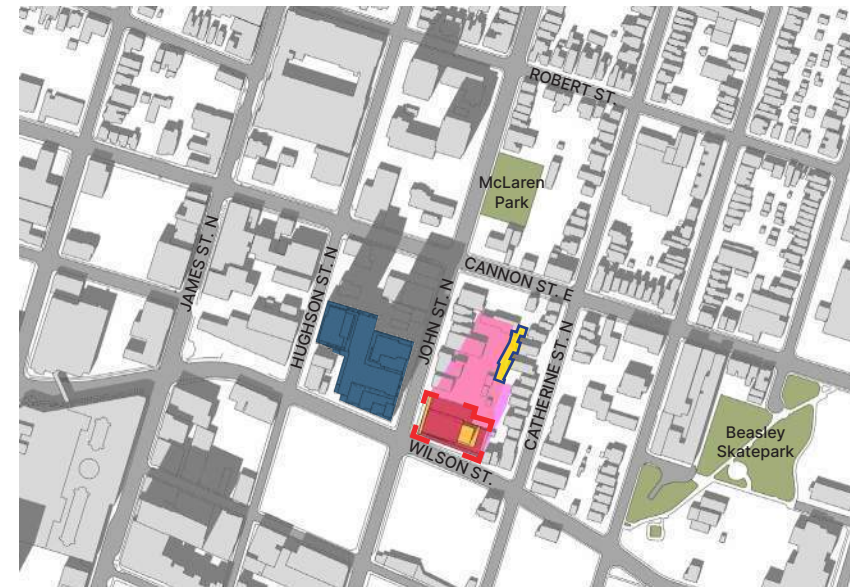 ROBERT ST.
McLaren
Park
JAMES ST. N
HUGHSON ST. N
JOHN ST. N
CANNON ST. E
CATHERINE ST. N
Beasley
Skatepark
WILSON ST.